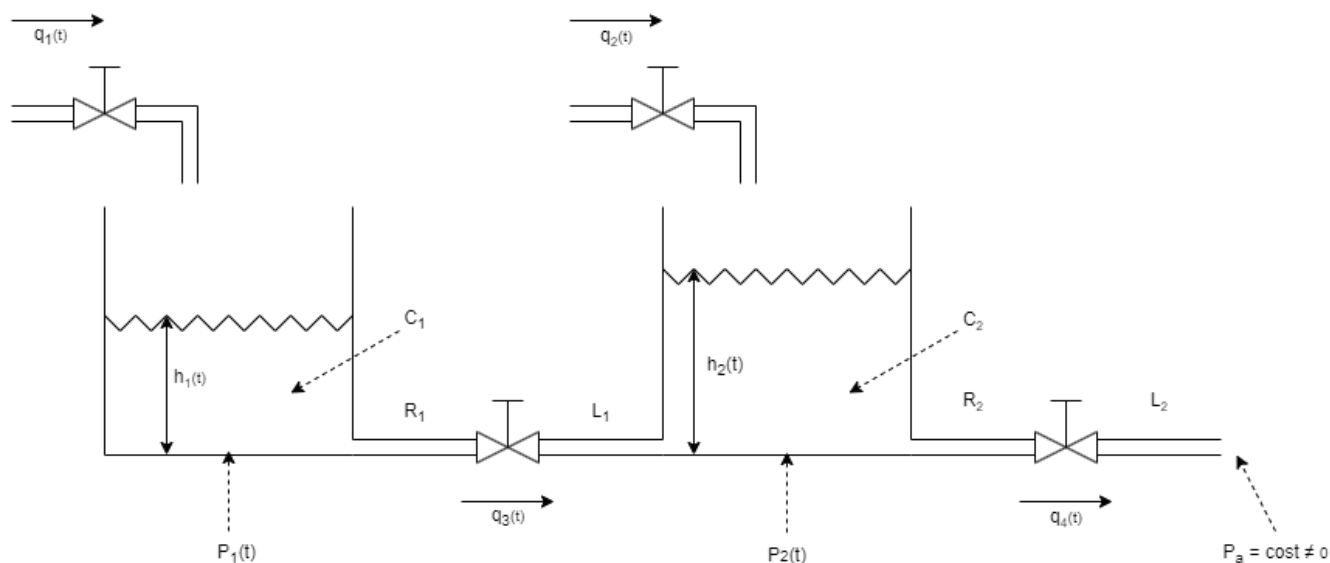 q₁(t)
q₂(t)
C₁
C₂
h₁(t)
h₂(t)
R₁
L₁
R₂
L₂
q₃(t)
q₄(t)
P₁(t)
P2(t)
Pₐ = cost ≠ 0